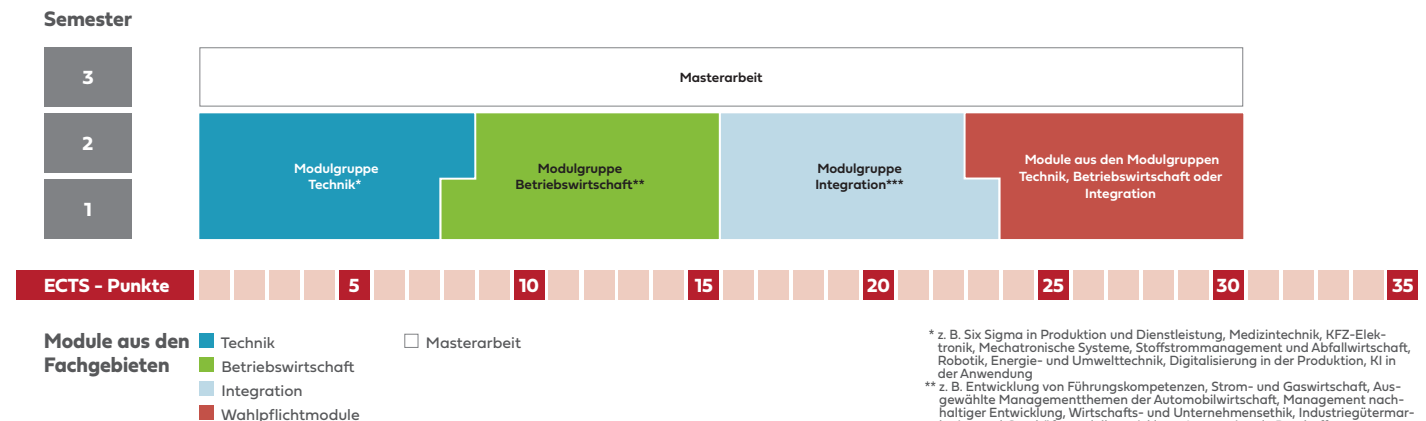 Semester
3
Masterarbeit
2
1
Modulgruppe
Technik*
Modulgruppe
Betriebswirtschaft**
Modulgruppe
Integration***
Module aus den Modulgruppen
Technik, Betriebswirtschaft oder
Integration
ECTS - Punkte 5 10 15 20 25 30 35
Module aus den
Fachgebieten
Technik
Betriebswirtschaft
Integration
Wahlpflichtmodule
Masterarbeit
* z. B. Six Sigma in Produktion und Dienstleistung, Medizintechnik, KFZ-Elek-
tronik, Mechatronische Systeme, Stoffstrommanagement und Abfallwirtschaft,
Robotik, Energie- und Umwelttechnik, Digitalisierung in der Produktion, KI in
der Anwendung
** z. B. Entwicklung von Führungskompetenzen, Strom- und Gaswirtschaft, Aus-
gewählte Managementthemen der Automobilwirtschaft, Management nach-
haltiger Entwicklung, Wirtschafts- und Unternehmensethik, Industriegütermar-